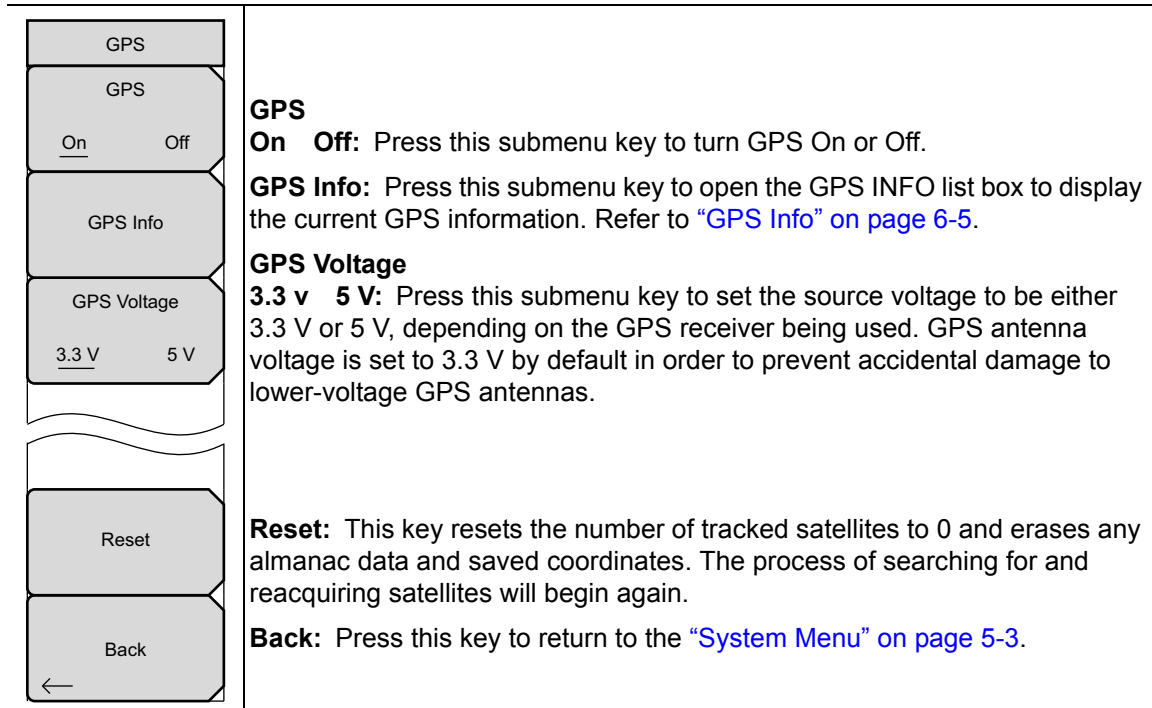 GPS
GPS
On Off
GPS Info
GPS Voltage
3.3 V 5 V
Reset
Back
GPS
On Off: Press this submenu key to turn GPS On or Off.
GPS Info: Press this submenu key to open the GPS INFO list box to display
the current GPS information. Refer to “GPS Info” on page 6-5.
GPS Voltage
3.3 v 5 V: Press this submenu key to set the source voltage to be either
3.3 V or 5 V, depending on the GPS receiver being used. GPS antenna
voltage is set to 3.3 V by default in order to prevent accidental damage to
lower-voltage GPS antennas.
Reset: This key resets the number of tracked satellites to 0 and erases any
almanac data and saved coordinates. The process of searching for and
reacquiring satellites will begin again.
Back: Press this key to return to the “System Menu” on page 5-3.